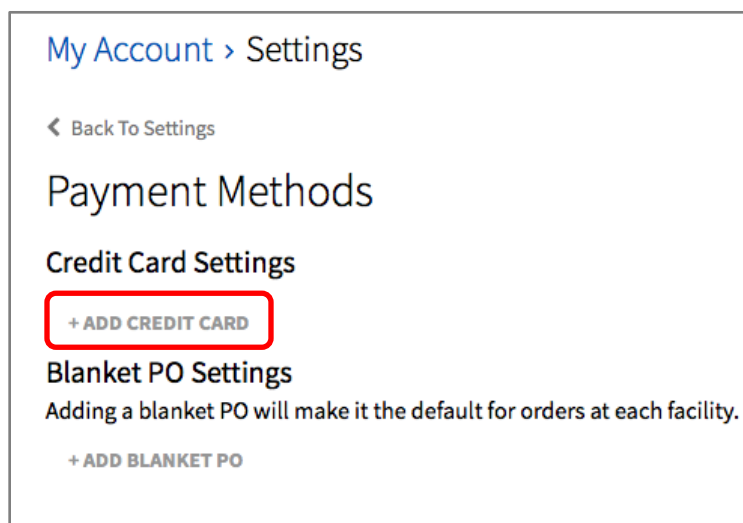 My Account › Settings
Back To Settings
Payment Methods
Credit Card Settings
+ ADD CREDIT CARD
Blanket PO Settings
Adding a blanket PO will make it the default for orders at each facility.
+ ADD BLANKET PO